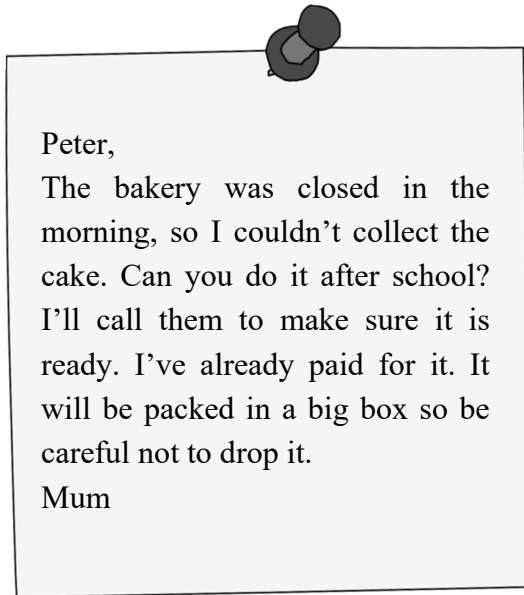 Peter,
The bakery was closed in the
morning, so I couldn’t collect the
cake. Can you do it after school?
I’ll call them to make sure it is
ready. I’ve already paid for it. It
will be packed in a big box so be
careful not to drop it.
Mum